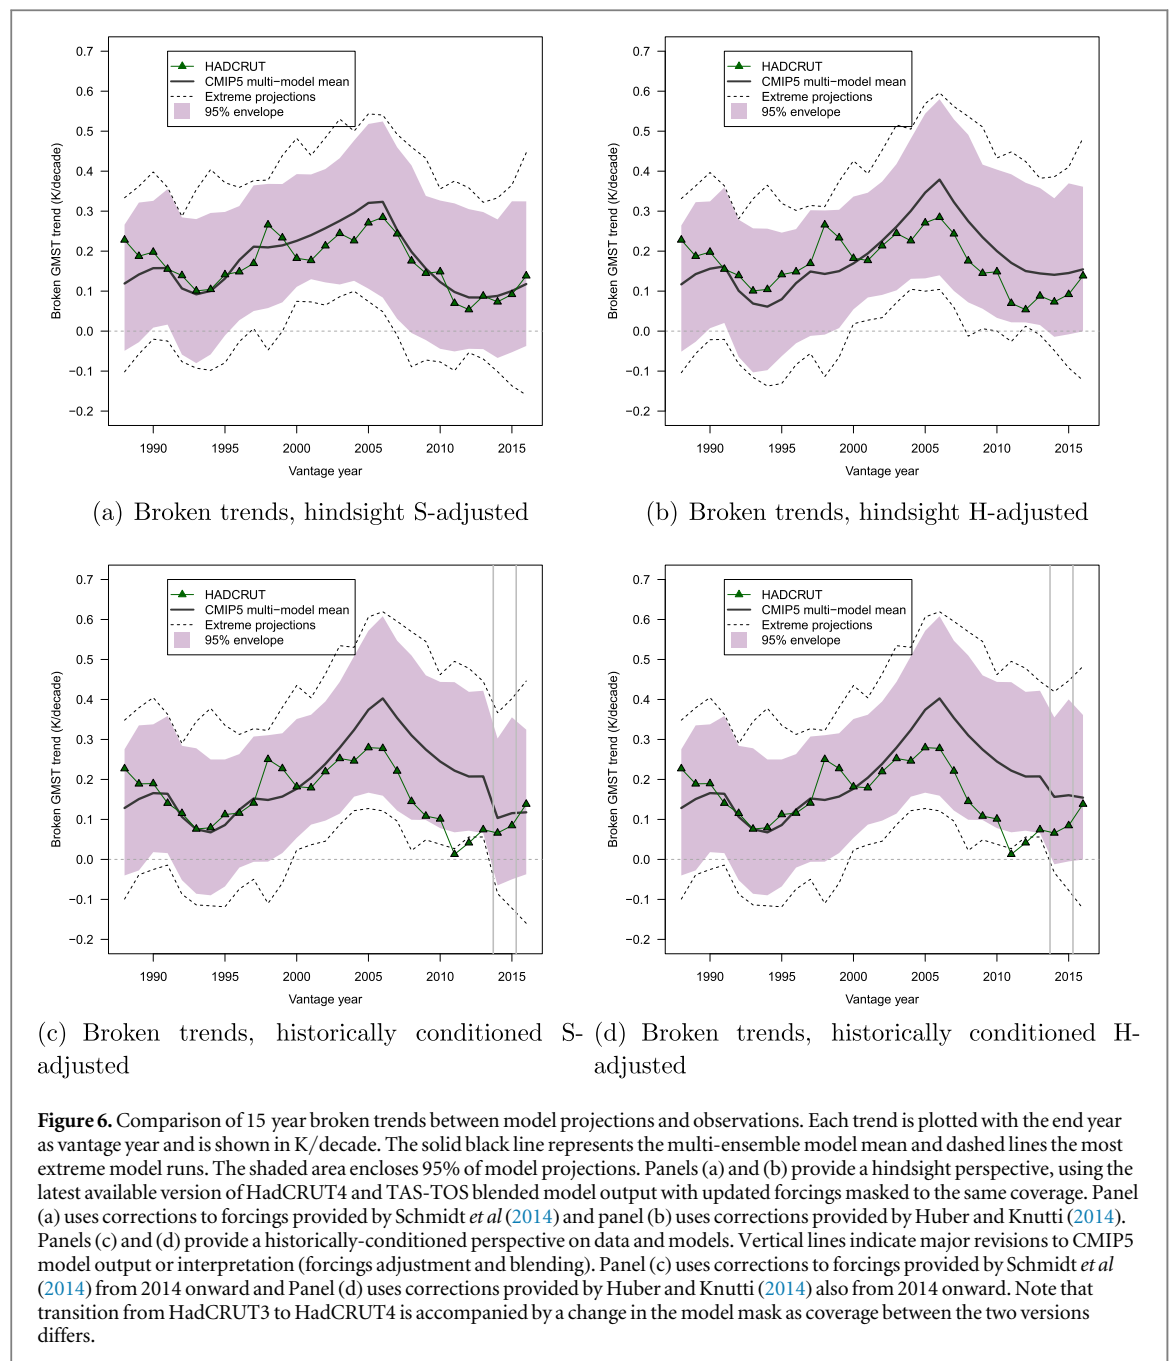 0.7
0.6
0.5
0.4
0.3
0.2
0.1
0.0
−0.1
−0.2
Broken GMST trend (K/decade)
HADCRUT
CMIP5 multi−model mean
Extreme projections
95% envelope
1990 1995 2000 2005 2010 2015
Vantage year
(a) Broken trends, hindsight S-adjusted
0.7
0.6
0.5
0.4
0.3
0.2
0.1
0.0
−0.1
−0.2
Broken GMST trend (K/decade)
HADCRUT
CMIP5 multi−model mean
Extreme projections
95% envelope
1990 1995 2000 2005 2010 2015
Vantage year
(b) Broken trends, hindsight H-adjusted
0.7
0.6
0.5
0.4
0.3
0.2
0.1
0.0
−0.1
−0.2
Broken GMST trend (K/decade)
HADCRUT
CMIP5 multi−model mean
Extreme projections
95% envelope
1990 1995 2000 2005 2010 2015
Vantage year
(c) Broken trends, historically conditioned S-
adjusted
0.7
0.6
0.5
0.4
0.3
0.2
0.1
0.0
−0.1
−0.2
Broken GMST trend (K/decade)
HADCRUT
CMIP5 multi−model mean
Extreme projections
95% envelope
1990 1995 2000 2005 2010 2015
Vantage year
(d) Broken trends, historically conditioned H-
adjusted
Figure 6. Comparison of 15 year broken trends between model projections and observations. Each trend is plotted with the end year
as vantage year and is shown in K/decade. The solid black line represents the multi-ensemble model mean and dashed lines the most
extreme model runs. The shaded area encloses 95% of model projections. Panels (a) and (b) provide a hindsight perspective, using the
latest available version of HadCRUT4 and TAS-TOS blended model output with updated forcings masked to the same coverage. Panel
(a) uses corrections to forcings provided by Schmidt et al (2014) and panel (b) uses corrections provided by Huber and Knutti (2014).
Panels (c) and (d) provide a historically-conditioned perspective on data and models. Vertical lines indicate major revisions to CMIP5
model output or interpretation (forcings adjustment and blending). Panel (c) uses corrections to forcings provided by Schmidt et al
(2014) from 2014 onward and Panel (d) uses corrections provided by Huber and Knutti (2014) also from 2014 onward. Note that
transition from HadCRUT3 to HadCRUT4 is accompanied by a change in the model mask as coverage between the two versions
differs.